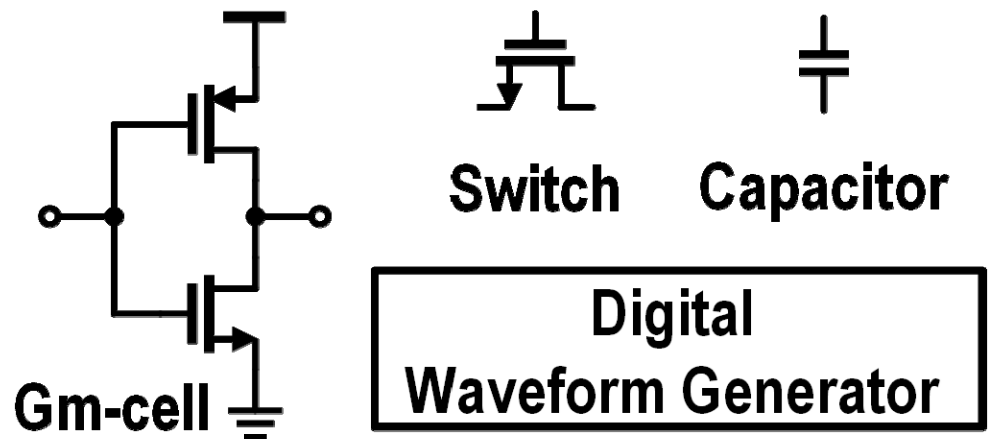 Switch
Capacitor
Digital
Waveform Generator
Gm-cell